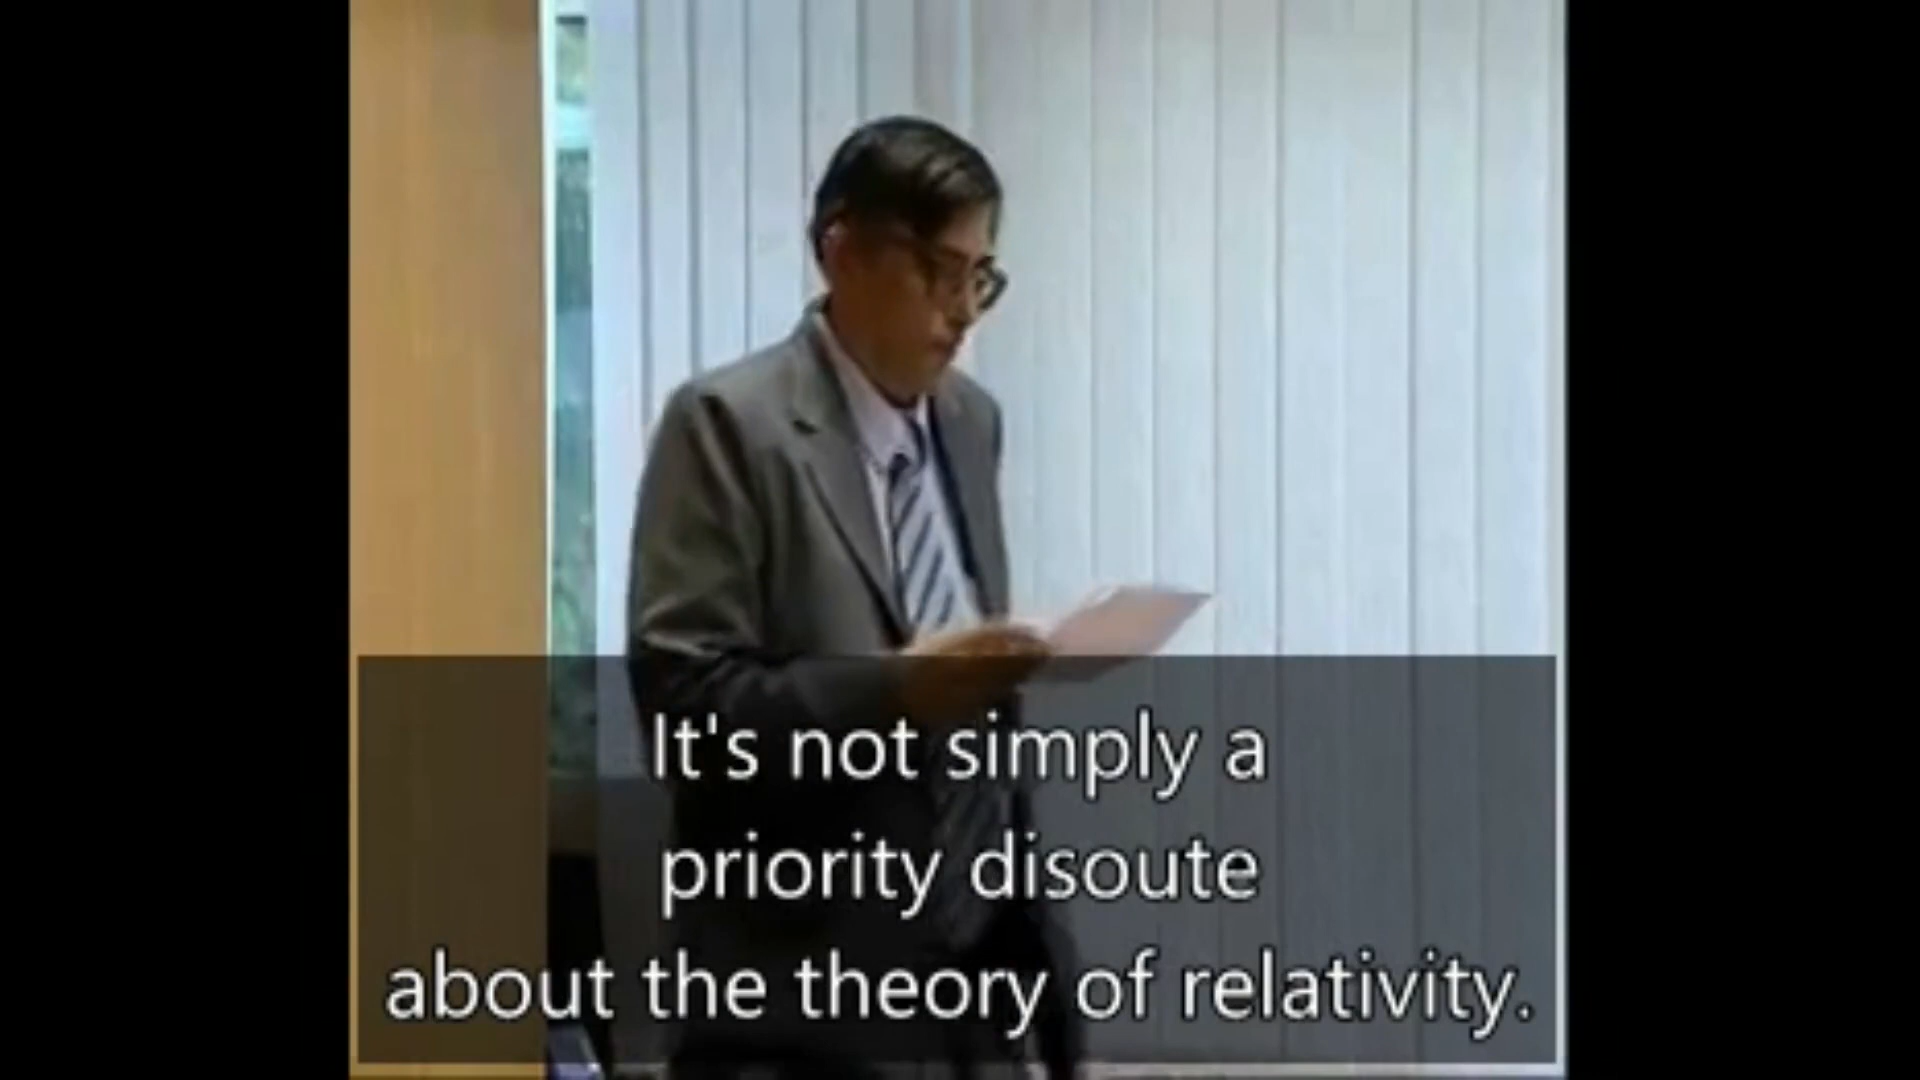 It's not simply a
priority disoute
about the theory of relativity.